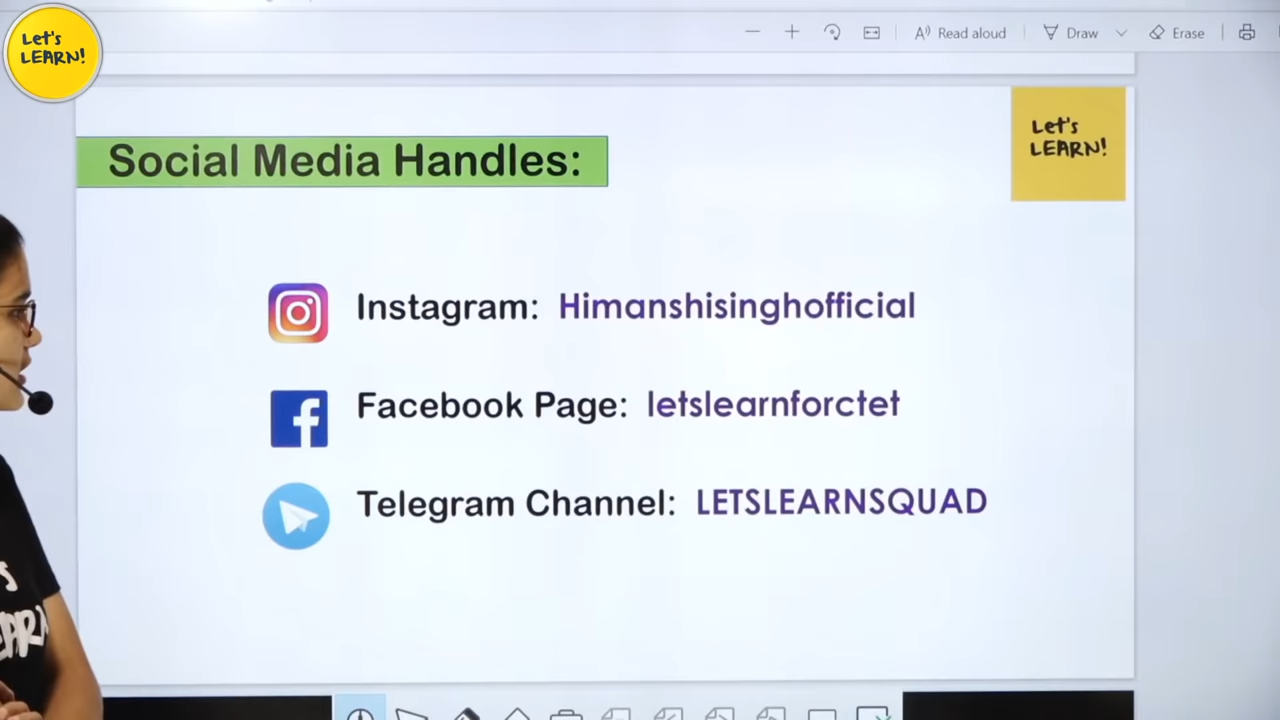 Let's
LEARN!
Read aloud
Draw
Erase
Let's
LEARN!
Social Media Handles:
Instagram: Himanshisinghofficial
Facebook Page: letslearnforctet
Telegram Channel: LETSLEARNSQUAD